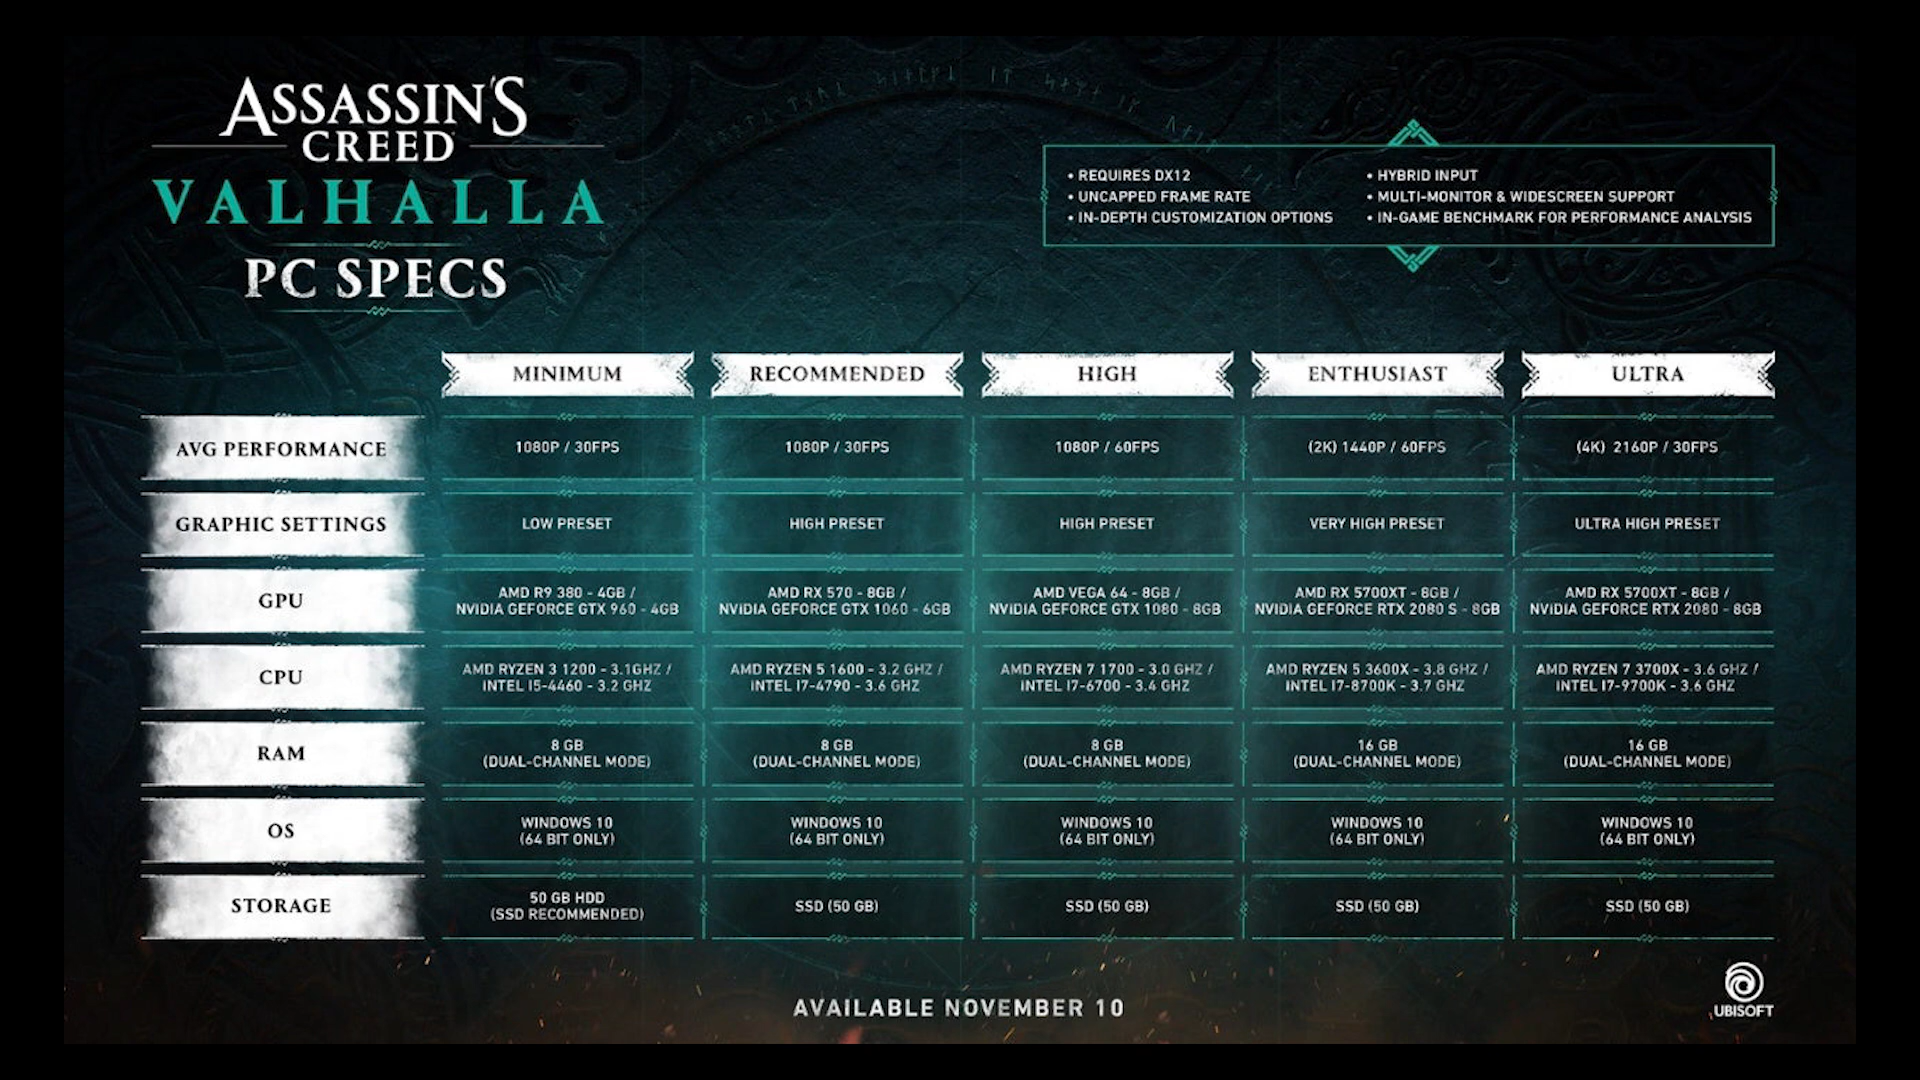 ASSASSIN'S
CREED
VALHALLA
PC SPECS
• REQUIRES DX12
• UNCAPPED FRAME RATE
• IN-DEPTH CUSTOMIZATION OPTIONS
• HYBRID INPUT
• MULTI-MONITOR & WIDESCREEN SUPPORT
• IN-GAME BENCHMARK FOR PERFORMANCE ANALYSIS
MINIMUM RECOMMENDED HIGH ENTHUSIAST ULTRA
AVG PERFORMANCE
1080P / 30FPS
1080P / 30FPS
1080P / 60FPS
(2K) 1440P / 60FPS
(4K) 2160P / 30FPS
GRAPHIC SETTINGS
LOW PRESET
HIGH PRESET
HIGH PRESET
VERY HIGH PRESET
ULTRA HIGH PRESET
GPU
AMD R9 380 - 4GB /
NVIDIA GEFORCE GTX 960 - 4GB
AMD RX 570 - 8GB /
NVIDIA GEFORCE GTX 1060 - 6GB
AMD VEGA 64 - 8GB /
NVIDIA GEFORCE GTX 1080 - 8GB
AMD RX 5700XT - 8GB /
NVIDIA GEFORCE RTX 2080 S - 8GB
AMD RX 5700XT - 8GB /
NVIDIA GEFORCE RTX 2080 - 8GB
CPU
AMD RYZEN 3 1200 - 3.1GHZ /
INTEL I5-4460 - 3.2 GHZ
AMD RYZEN 5 1600 - 3.2 GHZ /
INTEL I7-4790 - 3.6 GHZ
AMD RYZEN 7 1700 - 3.0 GHZ /
INTEL I7-6700 - 3.4 GHZ
AMD RYZEN 5 3600X - 3.8 GHZ /
INTEL I7-8700K - 3.7 GHZ
AMD RYZEN 7 3700X - 3.6 GHZ /
INTEL I7-9700K - 3.6 GHZ
RAM
8 GB
(DUAL-CHANNEL MODE)
8 GB
(DUAL-CHANNEL MODE)
8 GB
(DUAL-CHANNEL MODE)
16 GB
(DUAL-CHANNEL MODE)
16 GB
(DUAL-CHANNEL MODE)
OS
WINDOWS 10
(64 BIT ONLY)
WINDOWS 10
(64 BIT ONLY)
WINDOWS 10
(64 BIT ONLY)
WINDOWS 10
(64 BIT ONLY)
WINDOWS 10
(64 BIT ONLY)
STORAGE
50 GB HDD
(SSD RECOMMENDED)
SSD (50 GB)
SSD (50 GB)
SSD (50 GB)
SSD (50 GB)
AVAILABLE NOVEMBER 10
UBISOFT